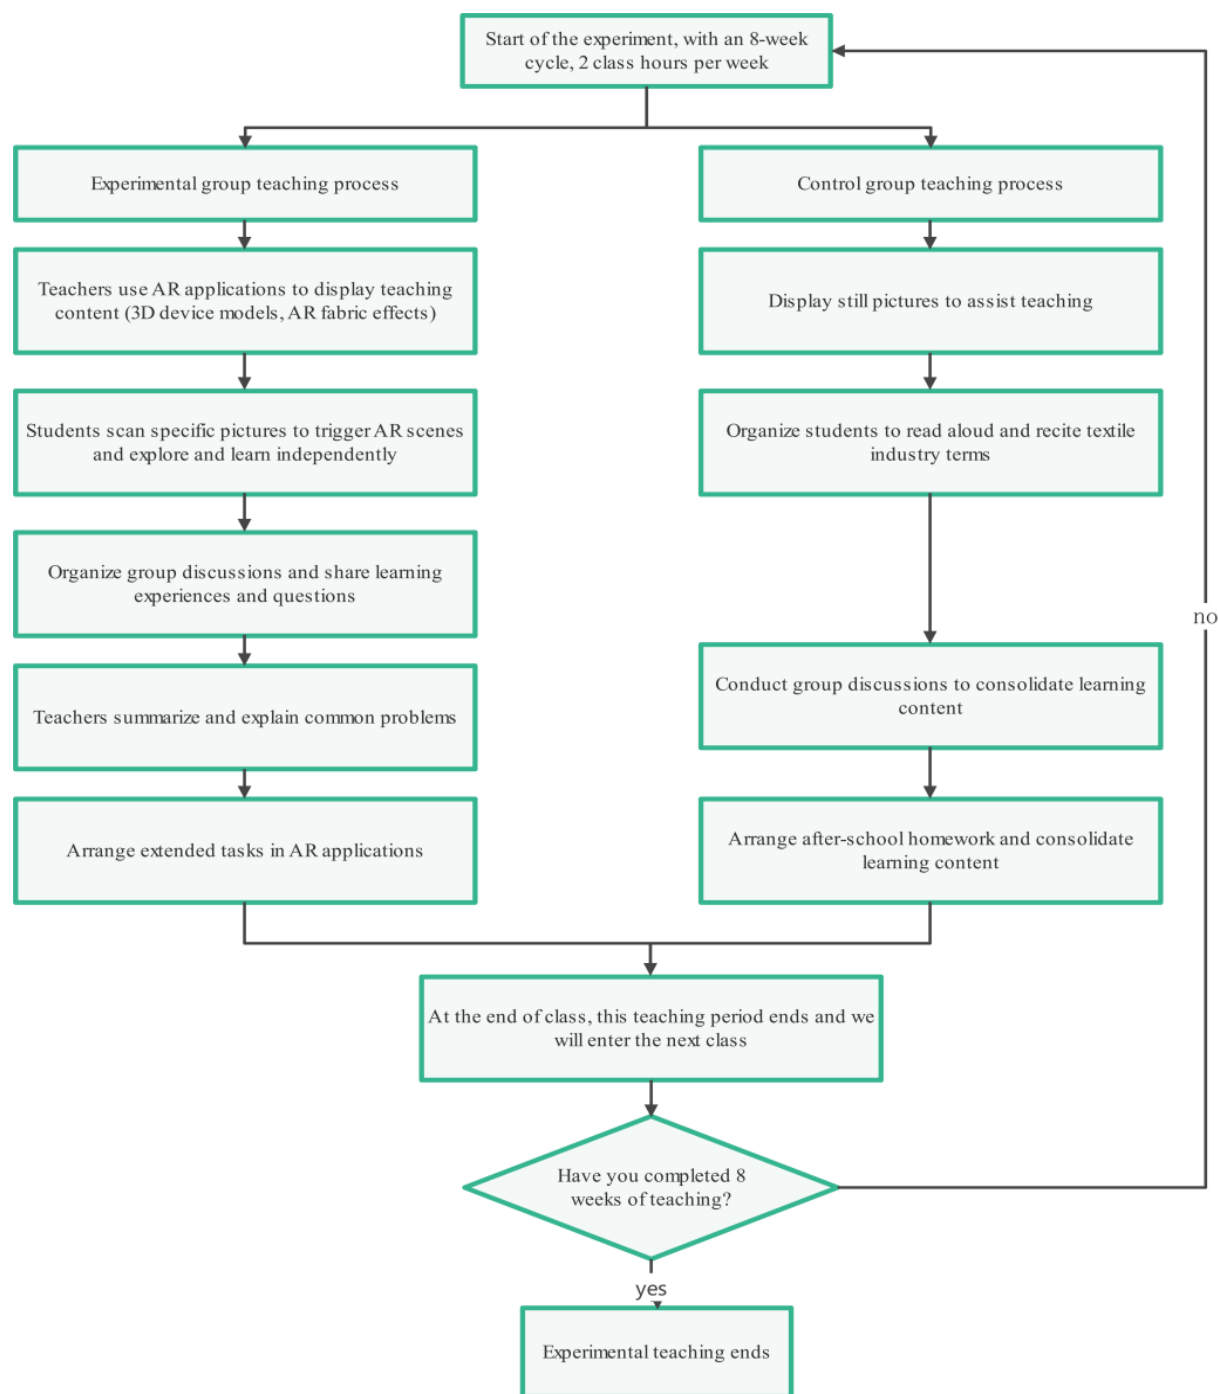 Start of the experiment, with an 8-week
cycle, 2 class hours per week
Experimental group teaching process
Control group teaching process
Teachers use AR applications to display teaching
content (3D device models, AR fabric effects)
Display still pictures to assist teaching
Students scan specific pictures to trigger AR scenes
and explore and learn independently
Organize students to read aloud and recite textile
industry terms
Organize group discussions and share learning
experiences and questions
no
Teachers summarize and explain common problems
Conduct group discussions to consolidate learning
content
Arrange extended tasks in AR applications
Arrange after-school homework and consolidate
learning content
At the end of class, this teaching period ends and we
will enter the next class
Have you completed 8
weeks of teaching?
yes
Experimental teaching ends